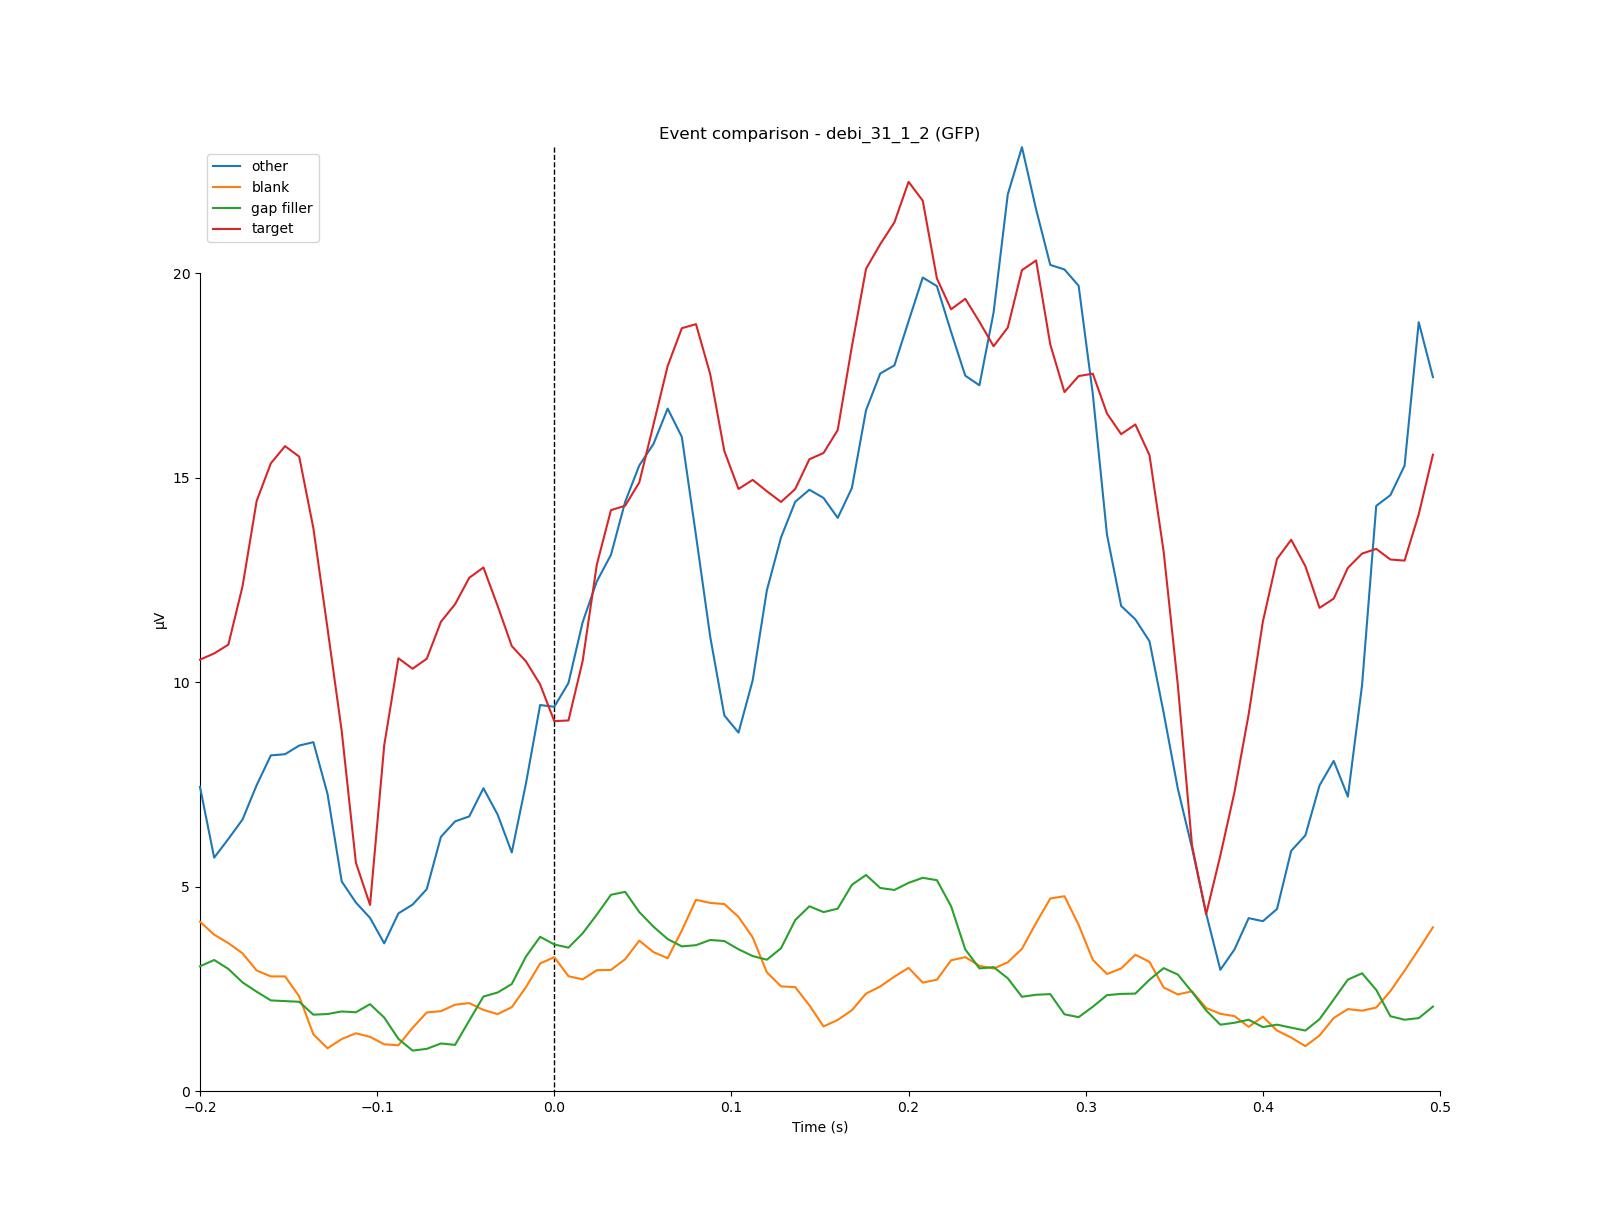 Event comparison - debi_31_1_2 (GFP)
other
blank
gap filler
target
20
15
10
5
0
µV
−0.2
−0.1
0.0
0.1
0.2
0.3
0.4
0.5
Time (s)